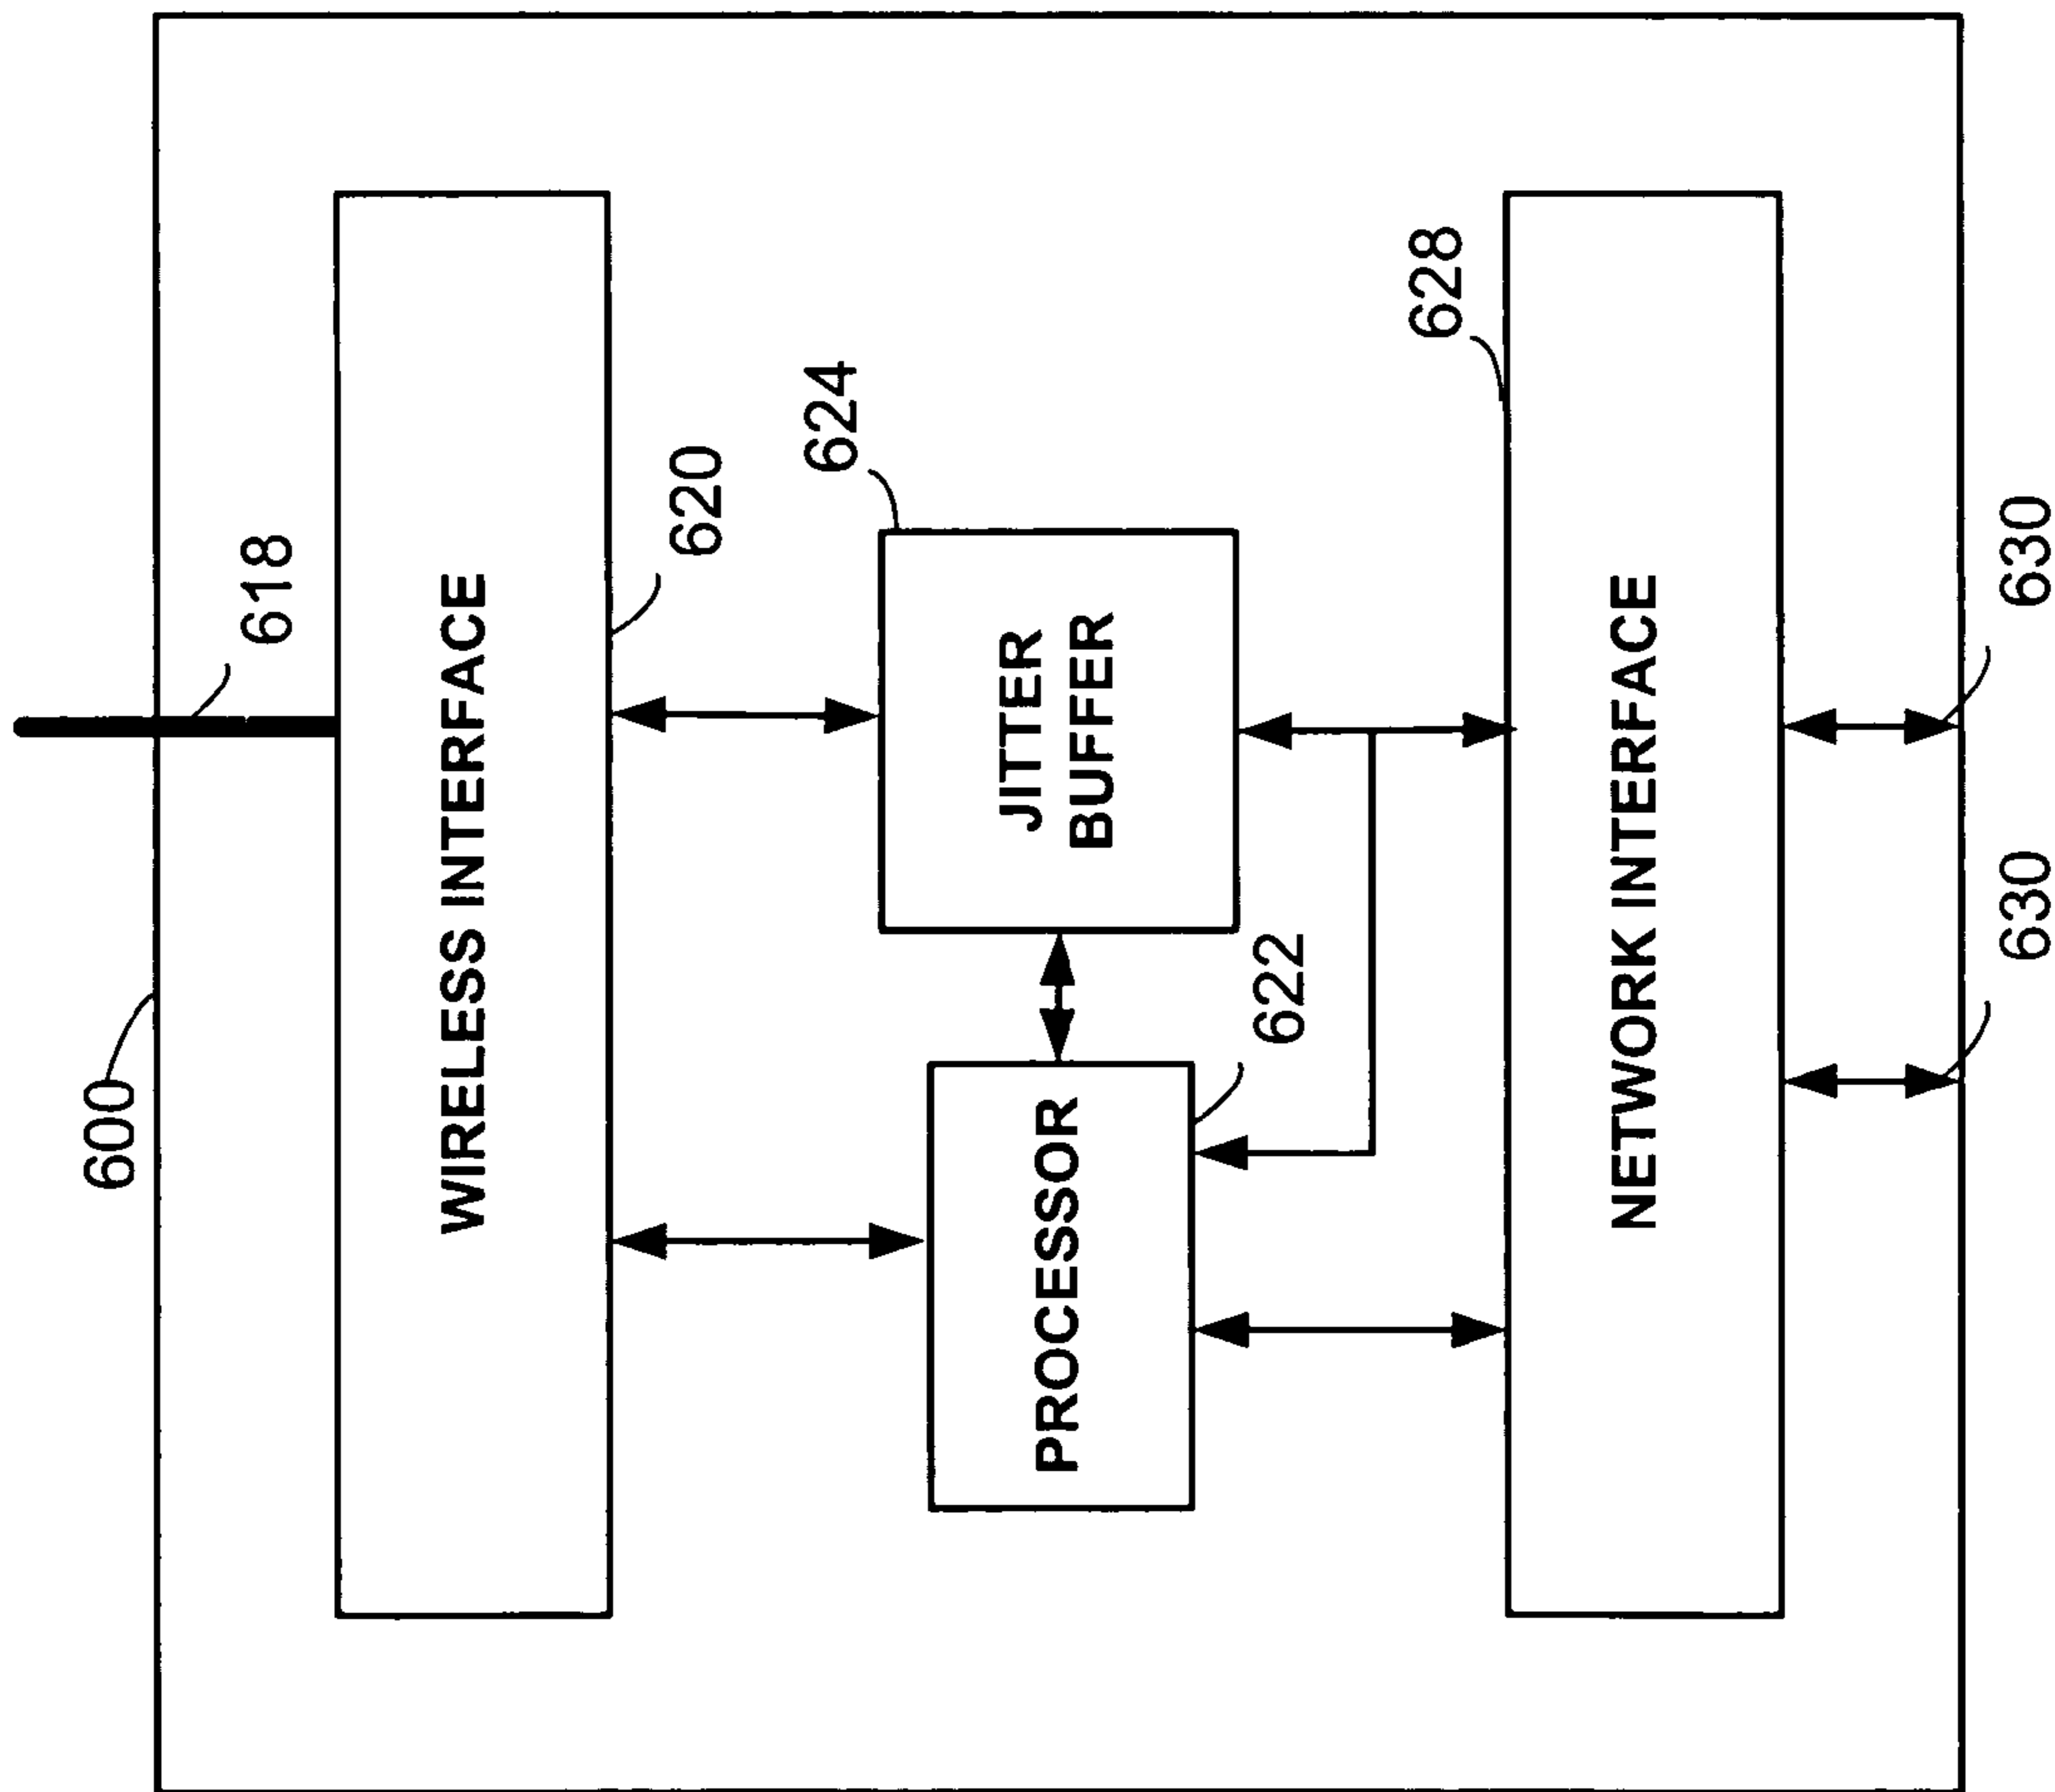 600
618
WIRELESS INTERFACE
620
624
JITTER
BUFFER
PROCESSOR
622
628
NETWORK INTERFACE
630
630